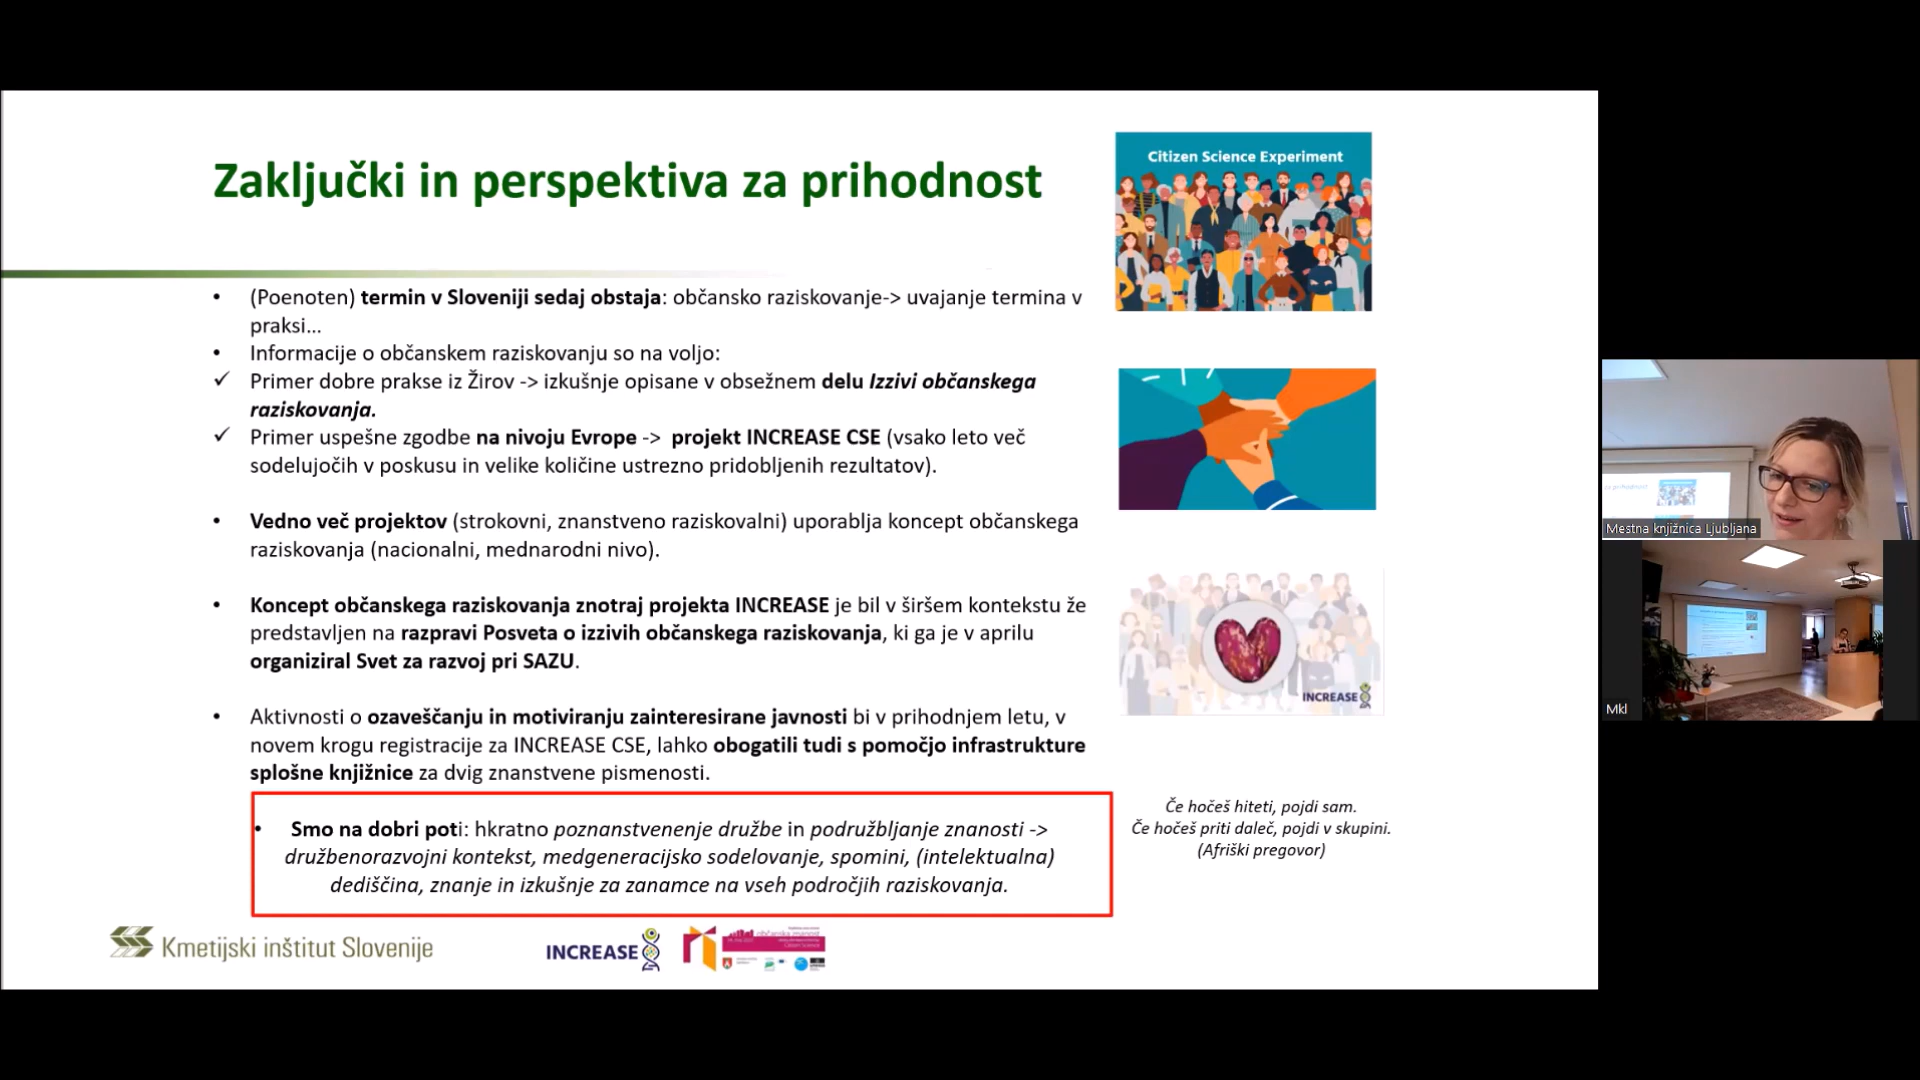 Zaključki in perspektiva za prihodnost
• (Poenoten) termin v Sloveniji sedaj obstaja: občansko raziskovanje-> uvajanje termina v
praksi...
• Informacije o občanskem raziskovanju so na voljo:
✓ Primer dobre prakse iz Žirov -> izkušnje opisane v obsežnem delu Izzivi občanskega
raziskovanja.
✓ Primer uspešne zgodbe na nivoju Evrope -> projekt INCREASE CSE (vsako leto več
sodelujočih v poskusu in velike količine ustrezno pridobljenih rezultatov).
• Vedno več projektov (strokovni, znanstveno raziskovalni) uporablja koncept občanskega
raziskovanja (nacionalni, mednarodni nivo).
• Koncept občanskega raziskovanja znotraj projekta INCREASE je bil v širšem kontekstu že
predstavljen na razpravi Posveta o izzivih občanskega raziskovanja, ki ga je v aprilu
organiziral Svet za razvoj pri SAZU.
• Aktivnosti o ozaveščanju in motiviranju zainteresirane javnosti bi v prihodnjem letu, v
novem krogu registracije za INCREASE CSE, lahko obogatili tudi s pomočjo infrastrukture
splošne knjižnice za dvig znanstvene pismenosti.
• Smo na dobri poti: hkratno poznanstvenenje družbe in podružbljanje znanosti ->
družbenorazvojni kontekst, medgeneracijsko sodelovanje, spomini, (intelektualna)
dediščina, znanje in izkušnje za zanamce na vseh področjih raziskovanja.
Citizen Science Experiment
INCREASE
Če hočeš hiteti, pojdi sam.
Če hočeš priti daleč, pojdi v skupini.
(Afriški pregovor)
Kmetijski inštitut Slovenije
INCREASE
občanska znanost
Mestna knjižnica Ljubljana
Mkl